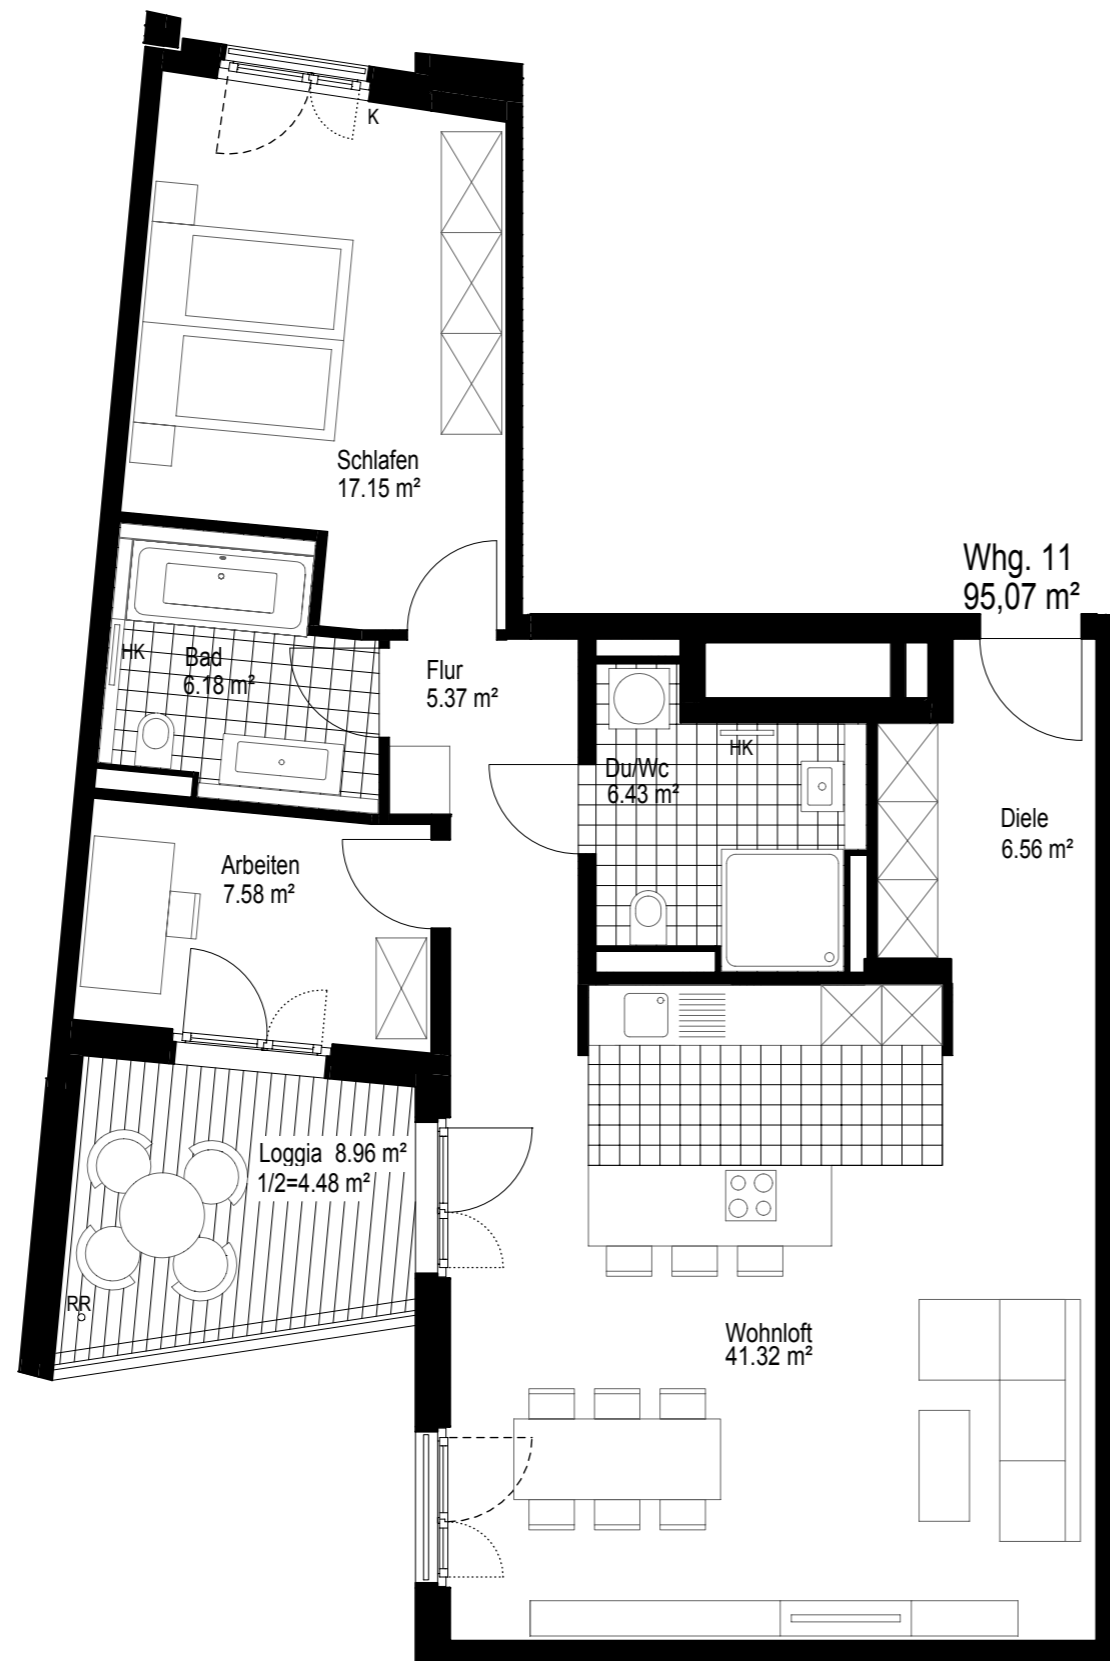 K
Schlafen
17.15 m²
Whg. 11
95,07 m²
HK
Bad
6.18 m²
Flur
5.37 m²
HK
Du/Wc
6.43 m²
Diele
6.56 m²
Arbeiten
7.58 m²
Loggia 8.96 m²
1/2=4.48 m²
RR
Wohnloft
41.32 m²